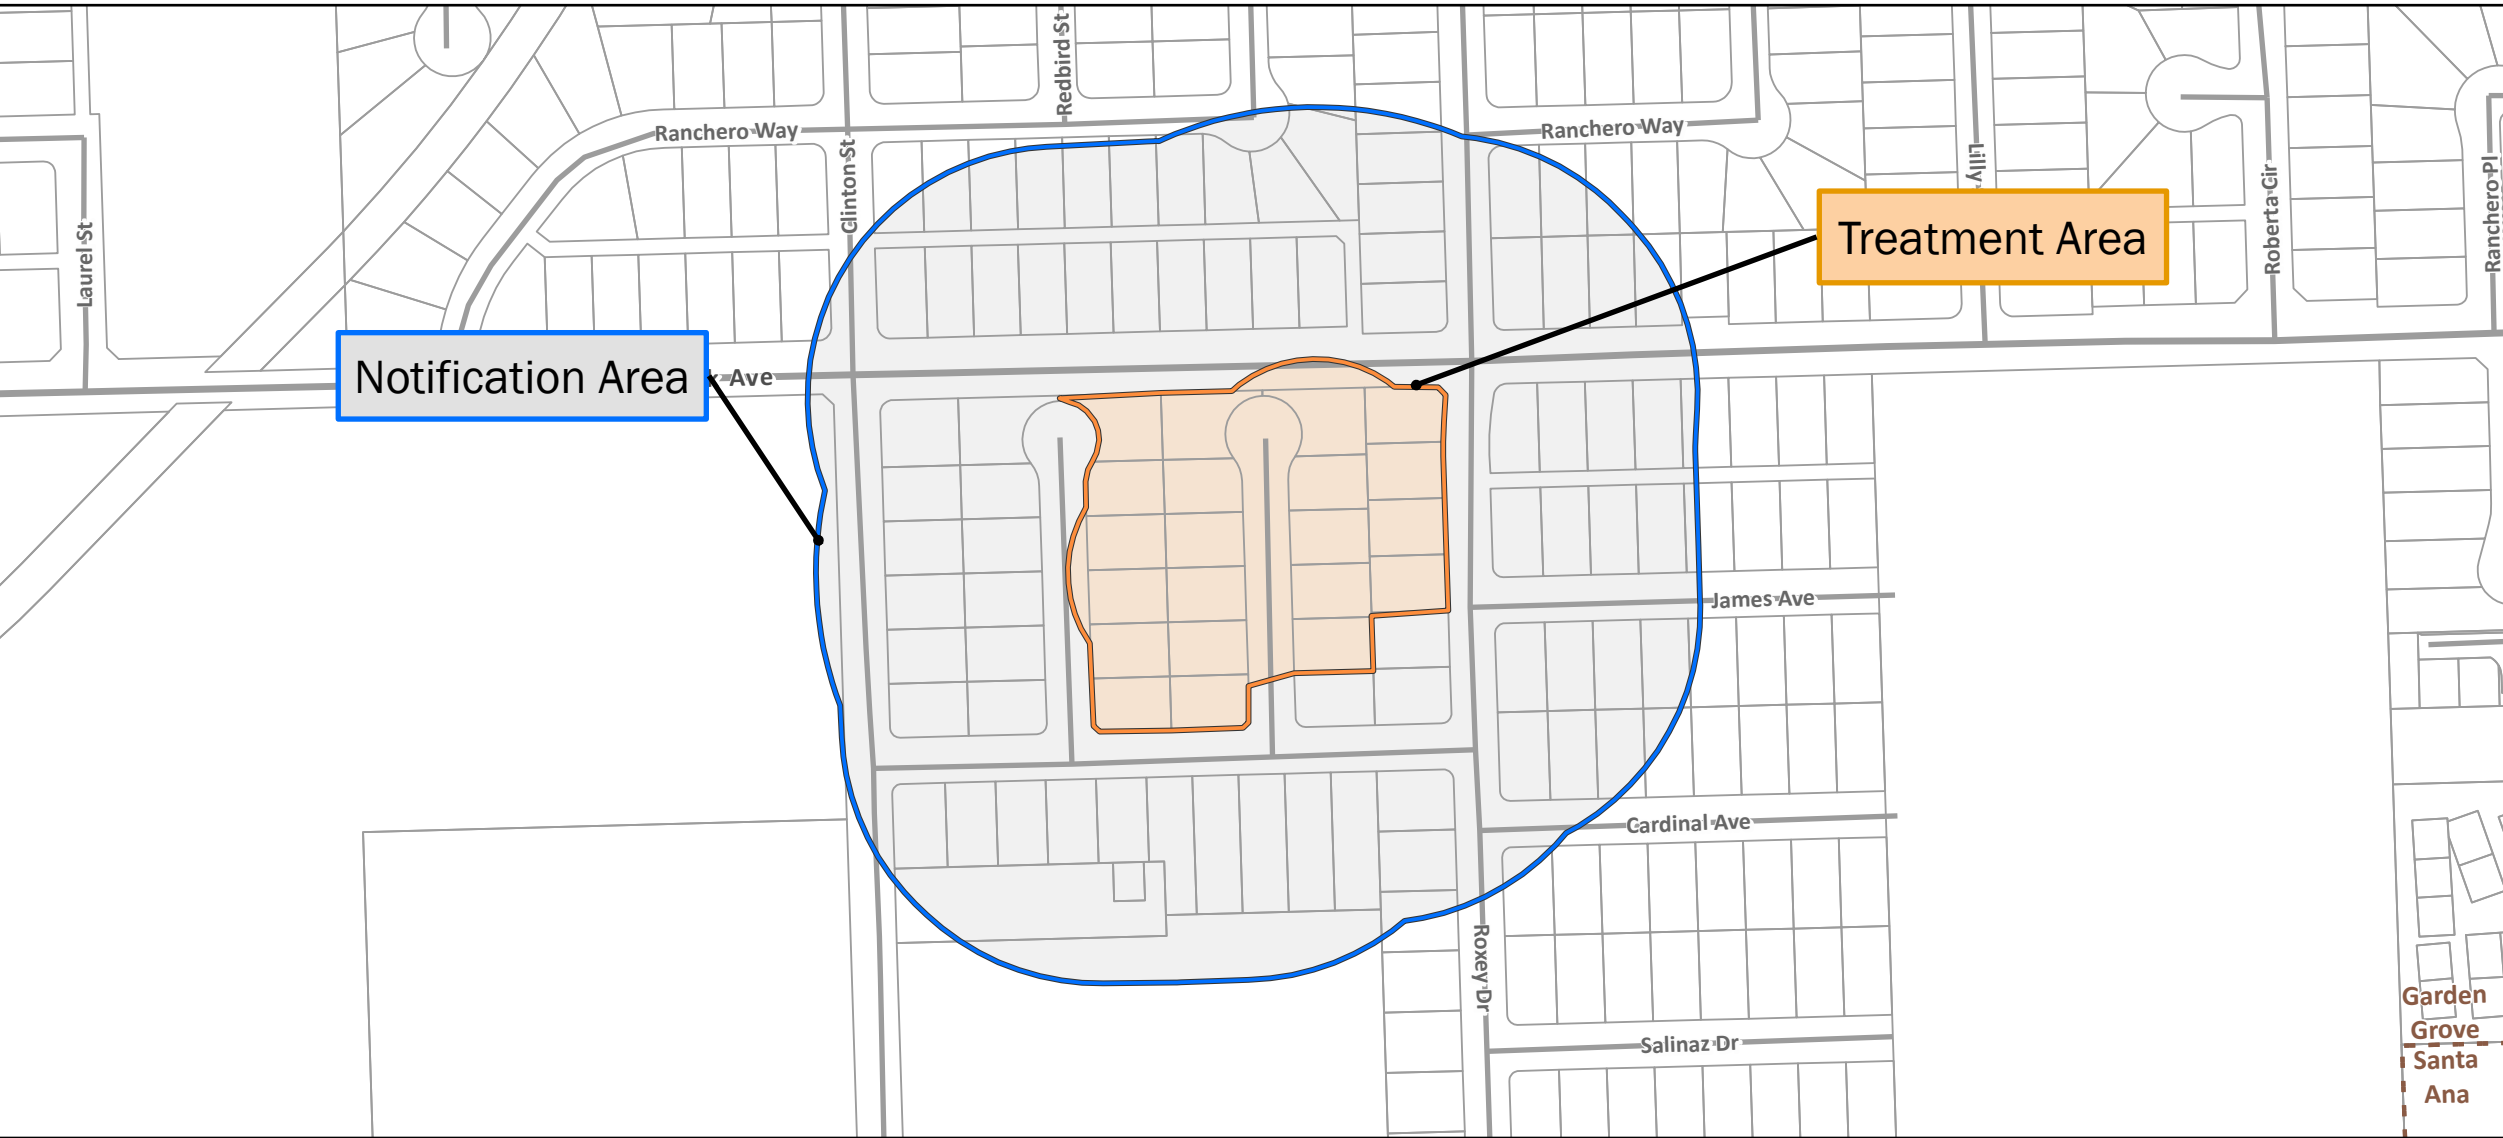 Redbird St
Ranchero Way
Ranchero Way
Clinton St
Lilly
Roberta Cir
Ranchero Pl
Laurel St
Treatment Area
Notification Area
Ave
James Ave
Cardinal Ave
Roxey Dr
Salinaz Dr
Garden
Grove
Santa
Ana